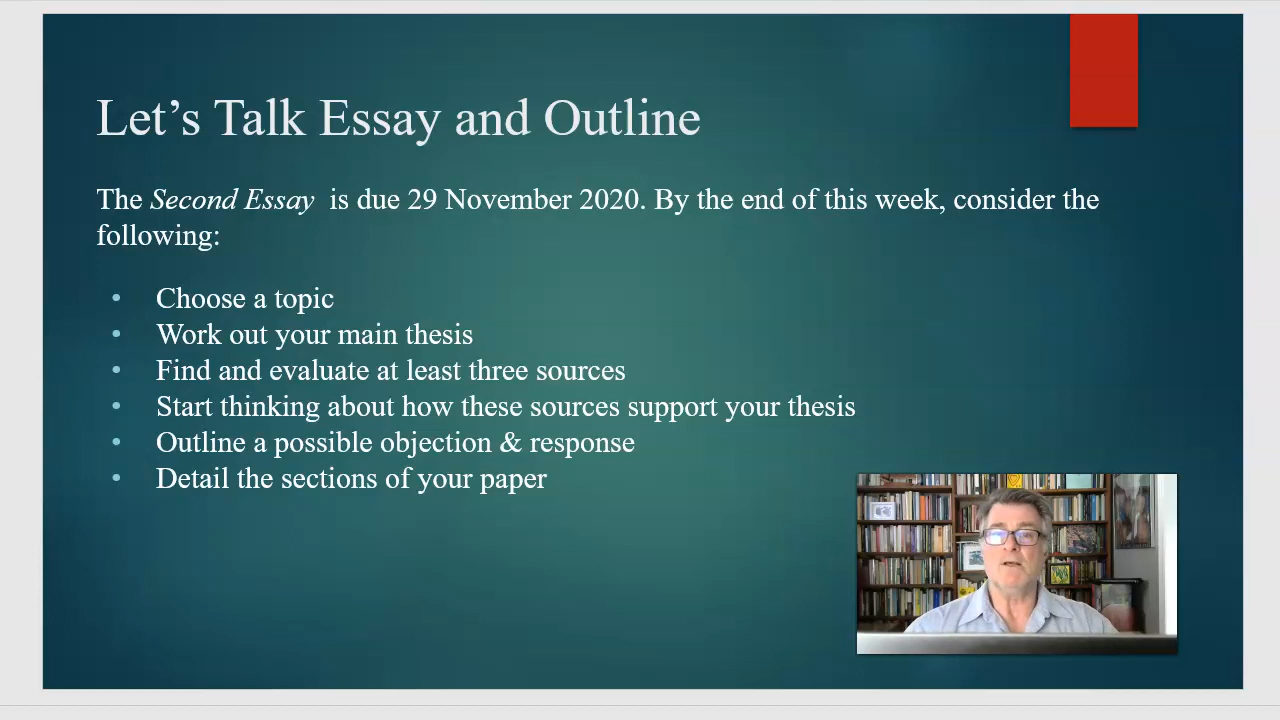 Let’s Talk Essay and Outline
The Second Essay is due 29 November 2020. By the end of this week, consider the
following:
• Choose a topic
• Work out your main thesis
• Find and evaluate at least three sources
• Start thinking about how these sources support your thesis
• Outline a possible objection & response
• Detail the sections of your paper